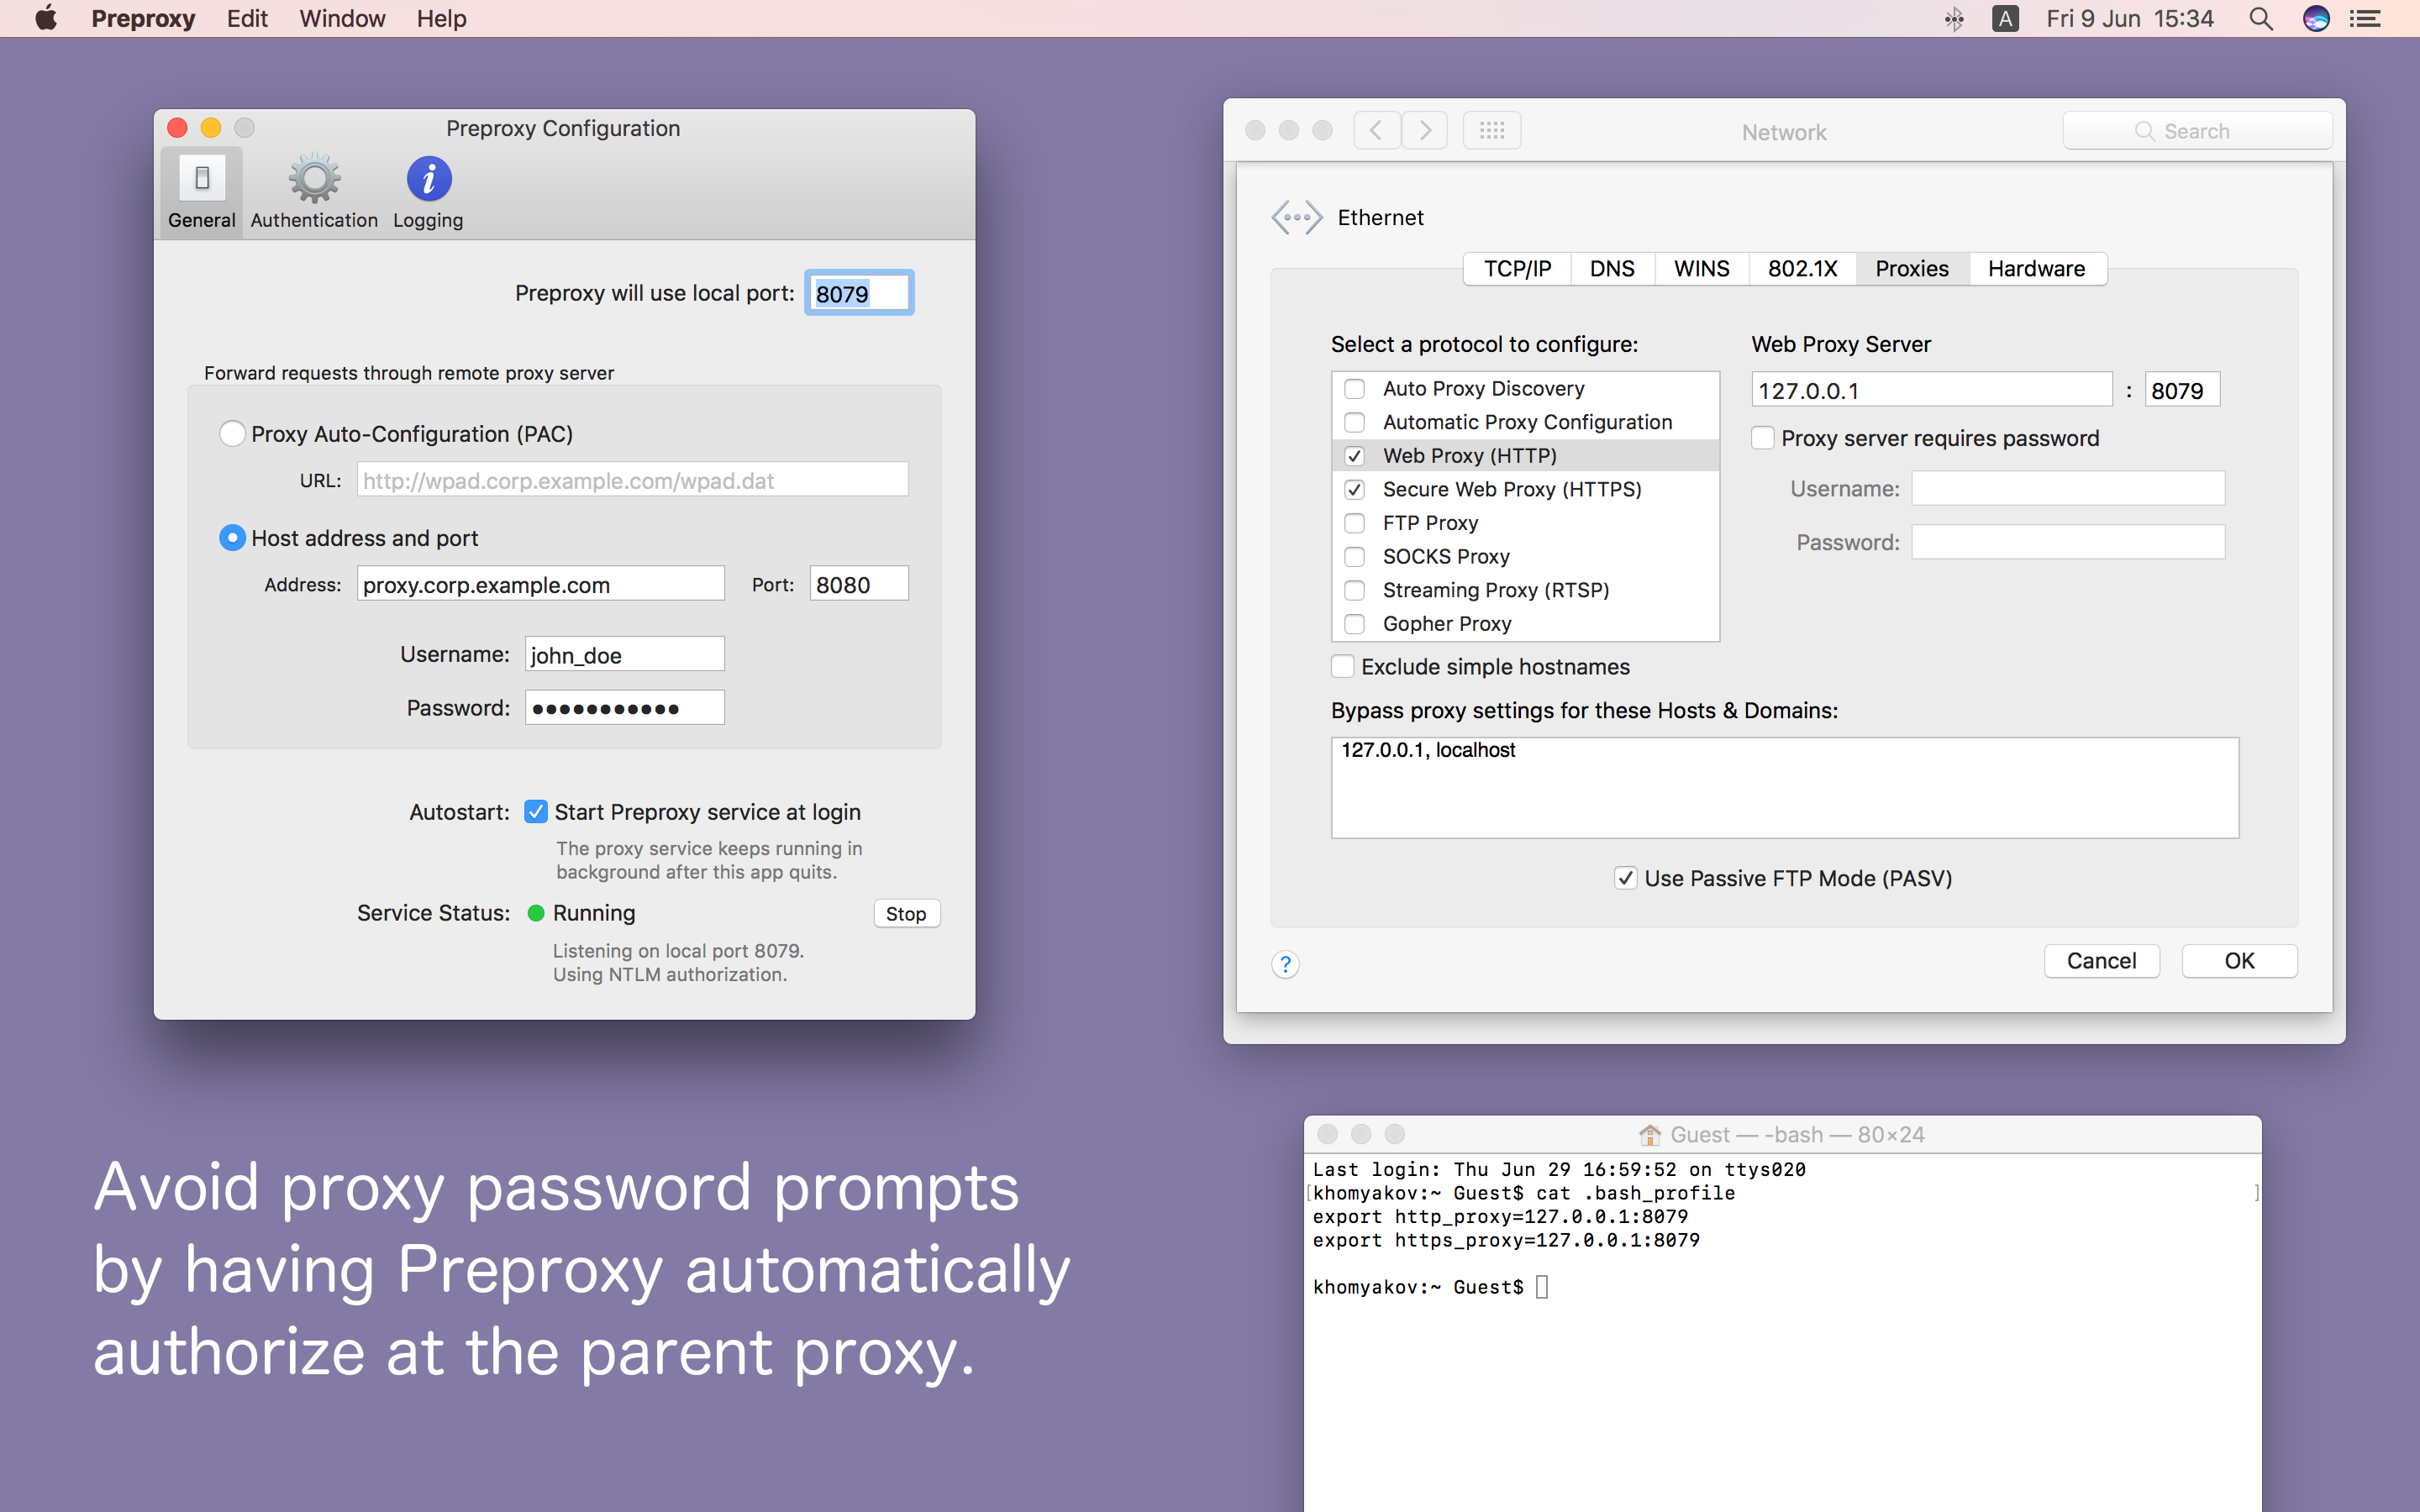 Preproxy Edit Window Help
A Fri 9 Jun 15:34
Preproxy Configuration
General Authentication Logging
Preproxy will use local port: 8079
Forward requests through remote proxy server
Proxy Auto-Configuration (PAC)
URL: http://wpad.corp.example.com/wpad.dat
Host address and port
Address: proxy.corp.example.com Port: 8080
Username: john_doe
Password: •••••••••••
Autostart: Start Preproxy service at login
The proxy service keeps running in
background after this app quits.
Service Status: Running Stop
Listening on local port 8079.
Using NTLM authorization.
Network
Search
Ethernet
TCP/IP DNS WINS 802.1X Proxies Hardware
Select a protocol to configure:
Auto Proxy Discovery
Automatic Proxy Configuration
Web Proxy (HTTP)
Secure Web Proxy (HTTPS)
FTP Proxy
SOCKS Proxy
Streaming Proxy (RTSP)
Gopher Proxy
Web Proxy Server
127.0.0.1 : 8079
Proxy server requires password
Username:
Password:
Exclude simple hostnames
Bypass proxy settings for these Hosts & Domains:
127.0.0.1, localhost
Use Passive FTP Mode (PASV)
? Cancel OK
Avoid proxy password prompts
by having Preproxy automatically
authorize at the parent proxy.
Guest — -bash — 80×24
Last login: Thu Jun 29 16:59:52 on ttys020
[khomyakov:~ Guest$ cat .bash_profile ]
export http_proxy=127.0.0.1:8079
export https_proxy=127.0.0.1:8079
khomyakov:~ Guest$